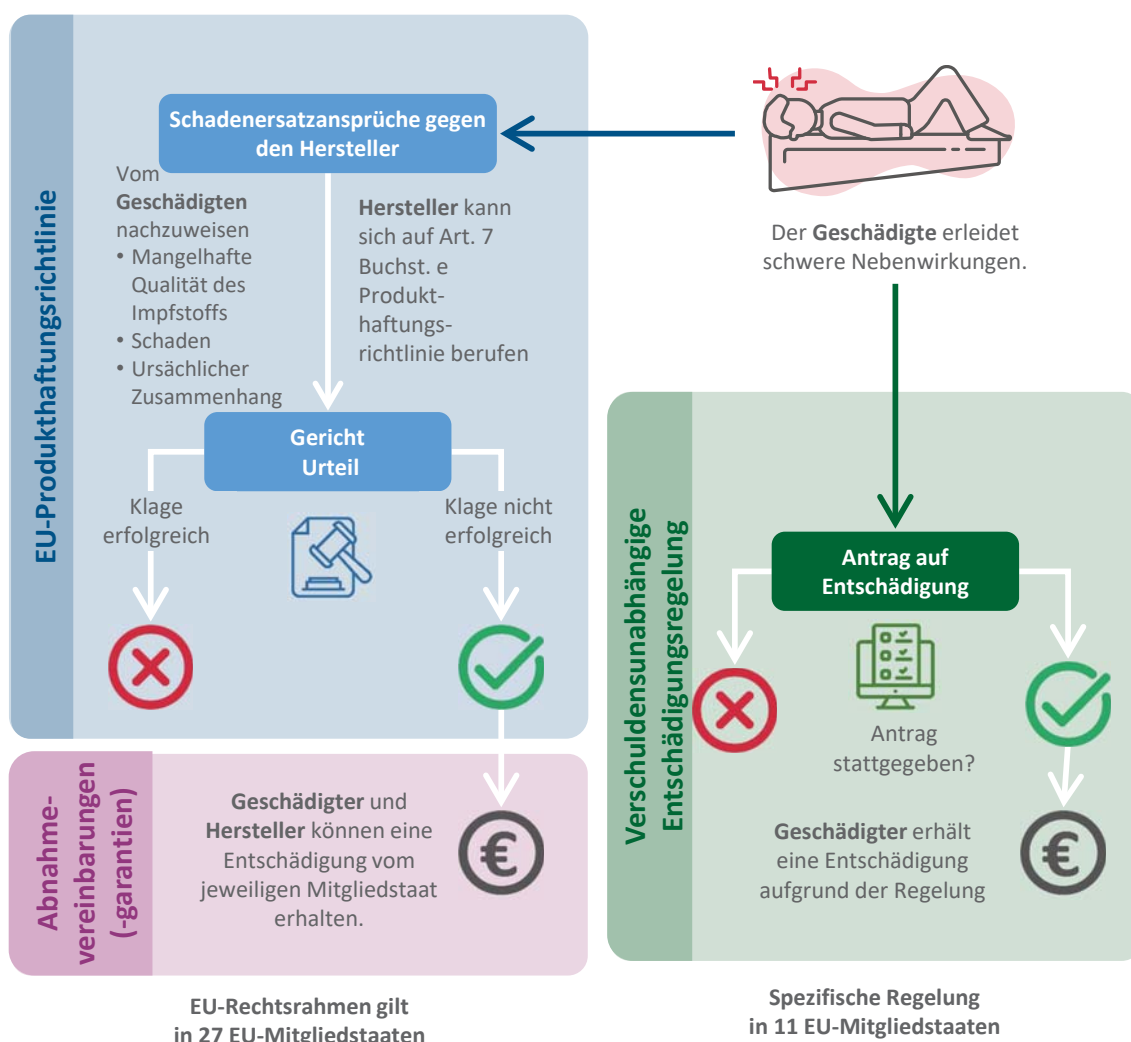 EU-Produkthaftungsrichtlinie
Schadenersatzansprüche gegen
den Hersteller
Vom
Geschädigten
nachzuweisen
• Mangelhafte
Qualität des
Impfstoffs
• Schaden
• Ursächlicher
Zusammenhang
Hersteller kann
sich auf Art. 7
Buchst. e
Produkt-
haftungs-
richtlinie berufen
Gericht
Urteil
Klage
erfolgreich
Klage nicht
erfolgreich
Abnahme-
vereinbarungen
(-garantien)
Geschädigter und
Hersteller können eine
Entschädigung vom
jeweiligen Mitgliedstaat
erhalten.
EU-Rechtsrahmen gilt
in 27 EU-Mitgliedstaaten
Der Geschädigte erleidet
schwere Nebenwirkungen.
Verschuldensunabhängige
Entschädigungsregelung
Antrag auf
Entschädigung
Antrag
stattgegeben?
Geschädigter erhält
eine Entschädigung
aufgrund der Regelung
Spezifische Regelung
in 11 EU-Mitgliedstaaten